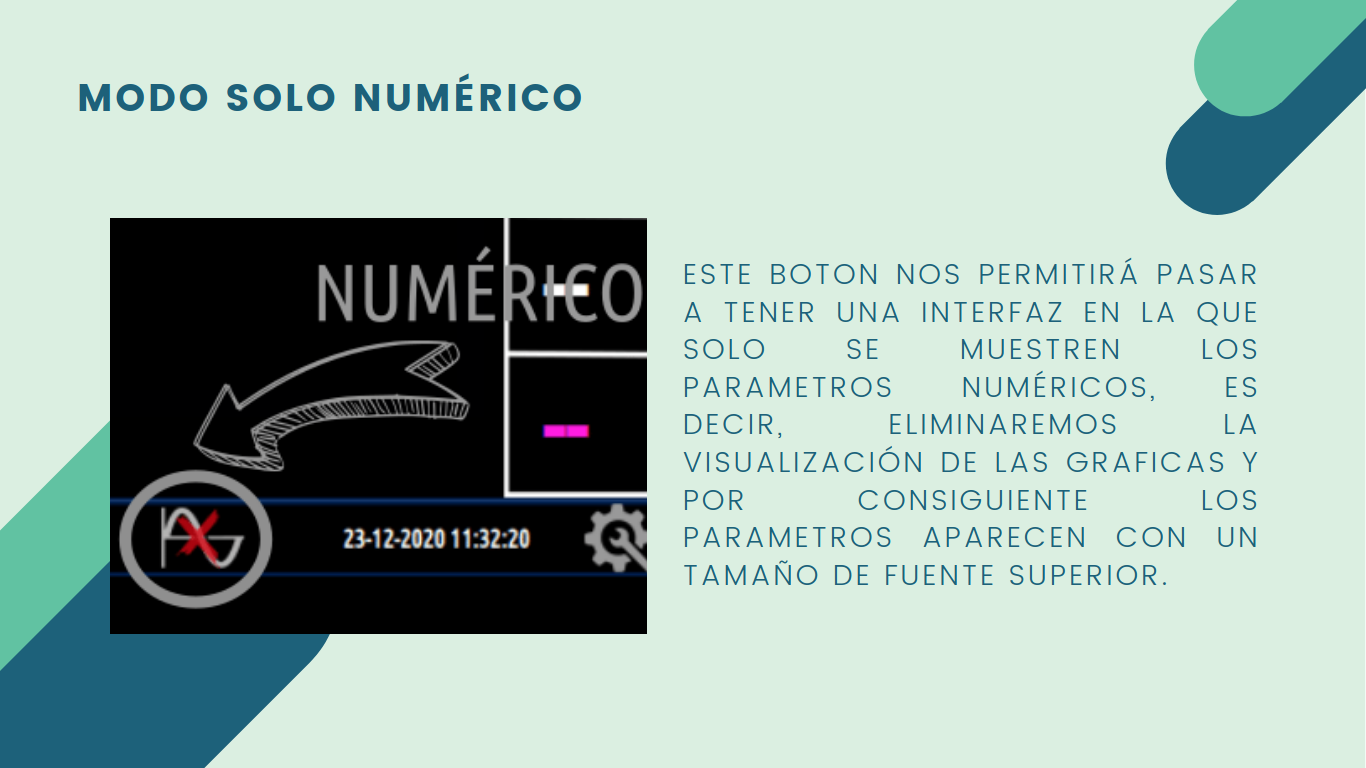 MODO SOLO NUMÉRICO
NUMÉRICO
23-12-2020 11:32:20
ESTE BOTON NOS PERMITIRÁ PASAR
A TENER UNA INTERFAZ EN LA QUE
SOLO SE MUESTREN LOS
PARAMETROS NUMÉRICOS, ES
DECIR, ELIMINAREMOS LA
VISUALIZACIÓN DE LAS GRAFICAS Y
POR CONSIGUIENTE LOS
PARAMETROS APARECEN CON UN
TAMAÑO DE FUENTE SUPERIOR.